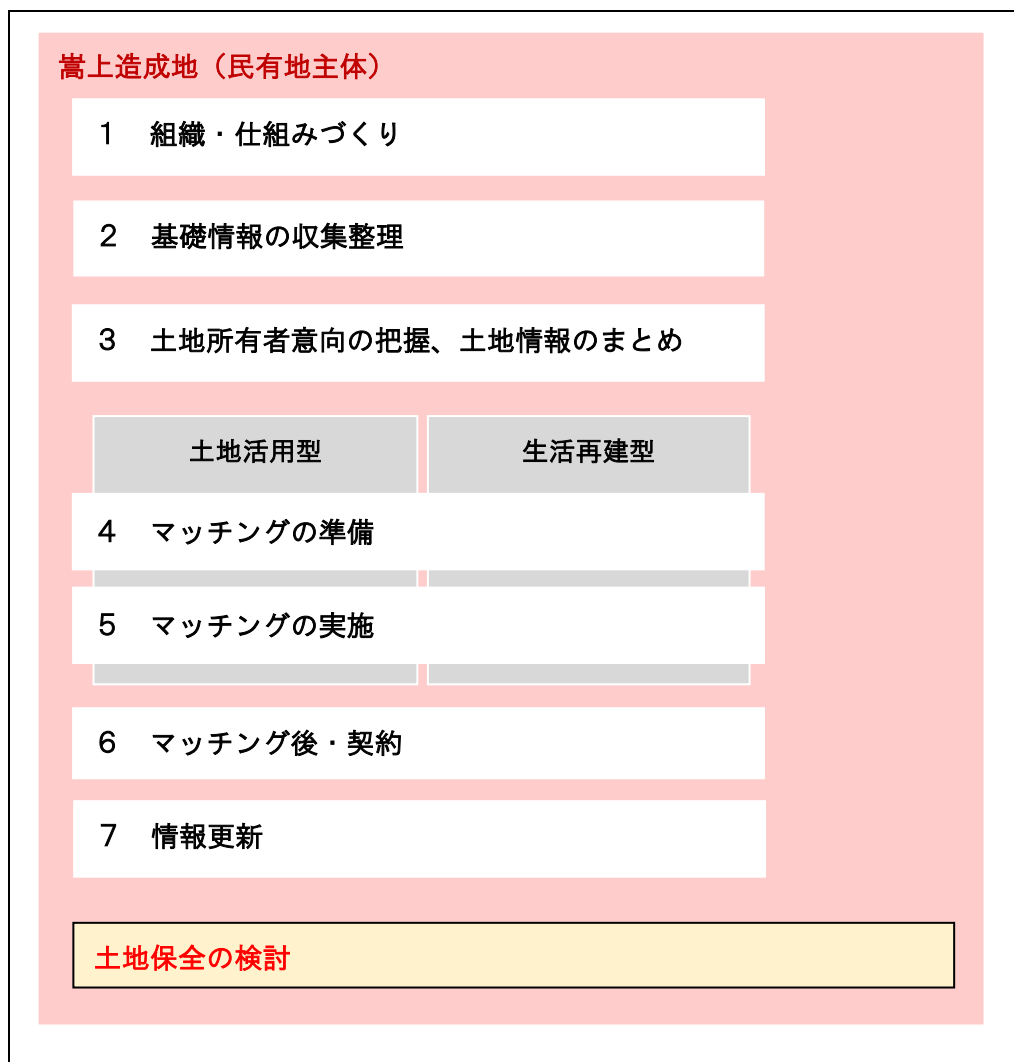 嵩上造成地（民有地主体）
１　組織・仕組みづくり
２　基礎情報の収集整理
３　土地所有者意向の把握、土地情報のまとめ
土地活用型　生活再建型
４　マッチングの準備
５　マッチングの実施
６　マッチング後・契約
７　情報更新
土地保全の検討